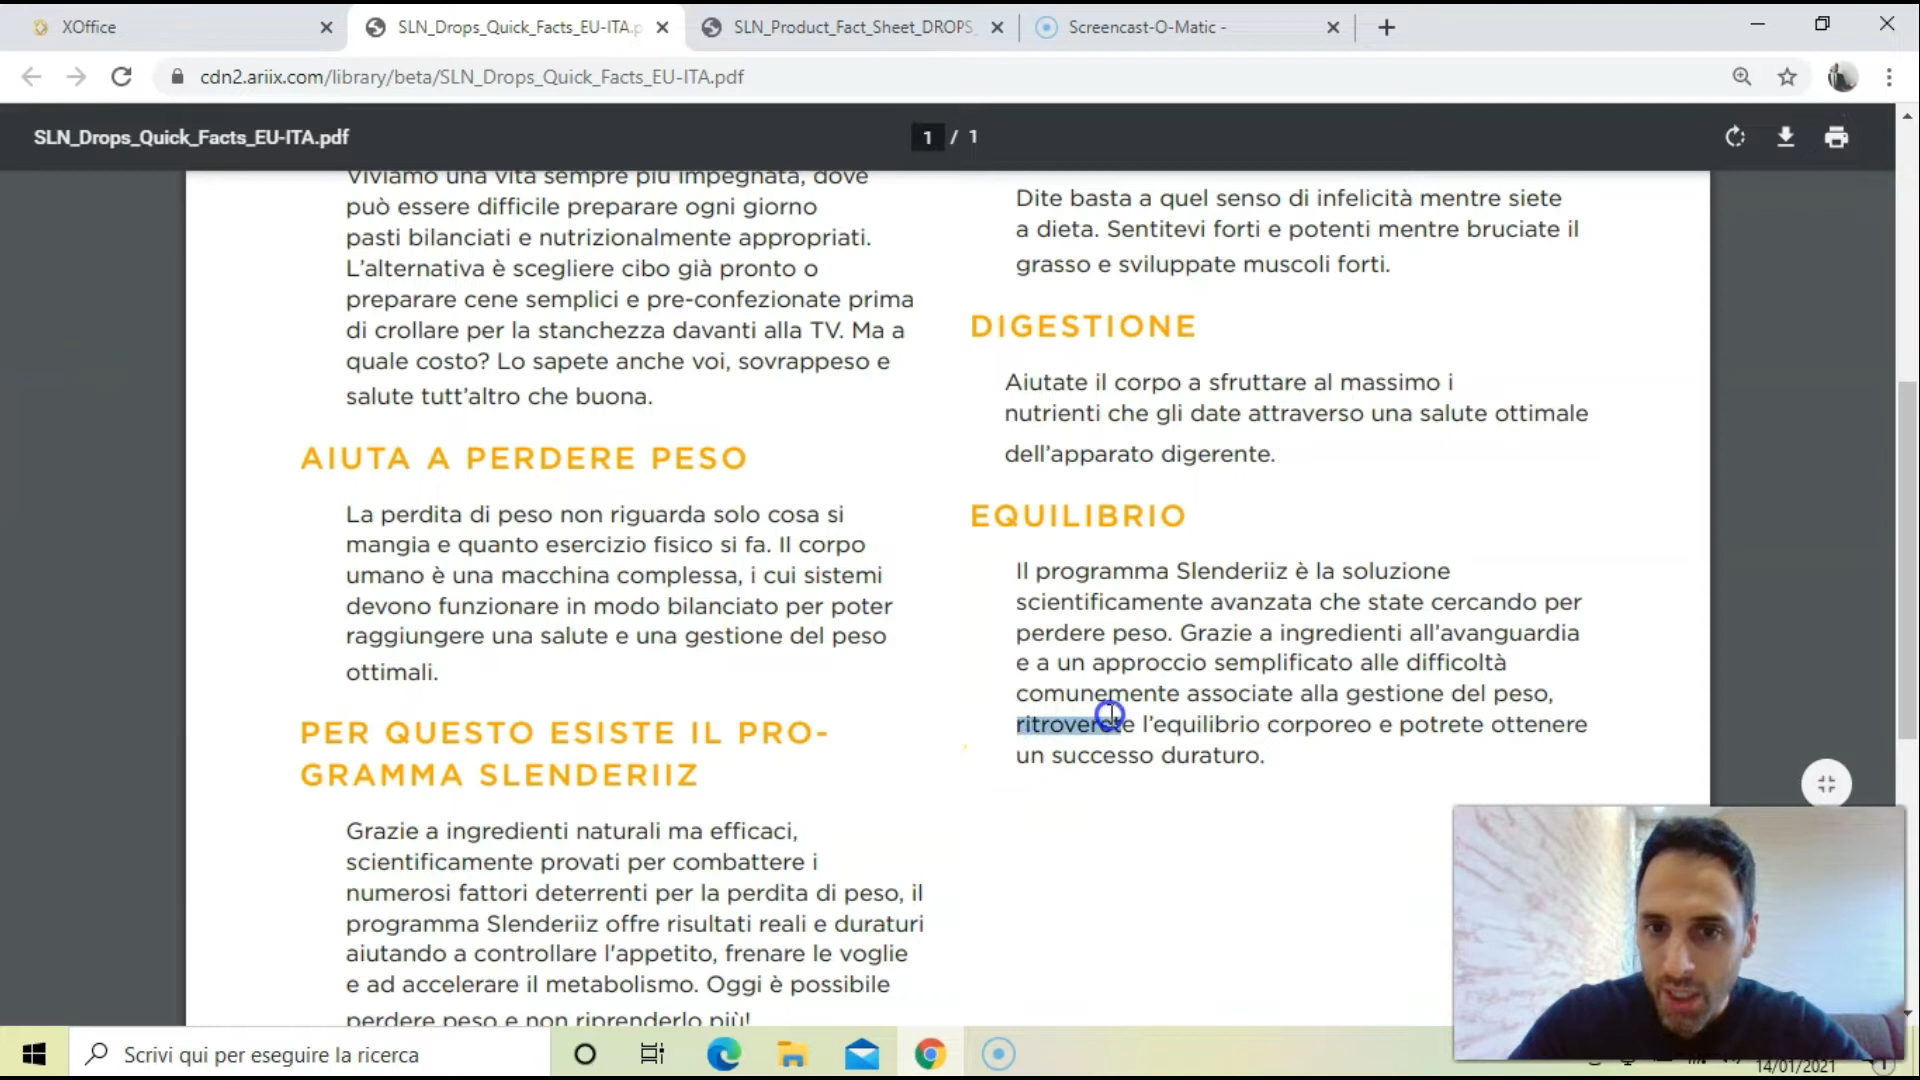 XOffice
SLN_Drops_Quick_Facts_EU-ITA.p
SLN_Product_Fact_Sheet_DROPS
Screencast-O-Matic -
cdn2.ariix.com/library/beta/SLN_Drops_Quick_Facts_EU-ITA.pdf
SLN_Drops_Quick_Facts_EU-ITA.pdf
1 / 1
Viviamo una vita sempre più impegnata, dove
può essere difficile preparare ogni giorno
pasti bilanciati e nutrizionalmente appropriati.
L'alternativa è scegliere cibo già pronto o
preparare cene semplici e pre-confezionate prima
di crollare per la stanchezza davanti alla TV. Ma a
quale costo? Lo sapete anche voi, sovrappeso e
salute tutt'altro che buona.
AIUTA A PERDERE PESO
La perdita di peso non riguarda solo cosa si
mangia e quanto esercizio fisico si fa. Il corpo
umano è una macchina complessa, i cui sistemi
devono funzionare in modo bilanciato per poter
raggiungere una salute e una gestione del peso
ottimali.
PER QUESTO ESISTE IL PRO-
GRAMMA SLENDERIIZ
Grazie a ingredienti naturali ma efficaci,
scientificamente provati per combattere i
numerosi fattori deterrenti per la perdita di peso, il
programma Slenderiiz offre risultati reali e duraturi
aiutando a controllare l'appetito, frenare le voglie
e ad accelerare il metabolismo. Oggi è possibile
perdere peso e non riprenderlo più!
Dite basta a quel senso di infelicità mentre siete
a dieta. Sentitevi forti e potenti mentre bruciate il
grasso e sviluppate muscoli forti.
DIGESTIONE
Aiutate il corpo a sfruttare al massimo i
nutrienti che gli date attraverso una salute ottimale
dell'apparato digerente.
EQUILIBRIO
Il programma Slenderiiz è la soluzione
scientificamente avanzata che state cercando per
perdere peso. Grazie a ingredienti all'avanguardia
e a un approccio semplificato alle difficoltà
comunemente associate alla gestione del peso,
ritroverete l'equilibrio corporeo e potrete ottenere
un successo duraturo.
Scrivi qui per eseguire la ricerca
14/01/2021